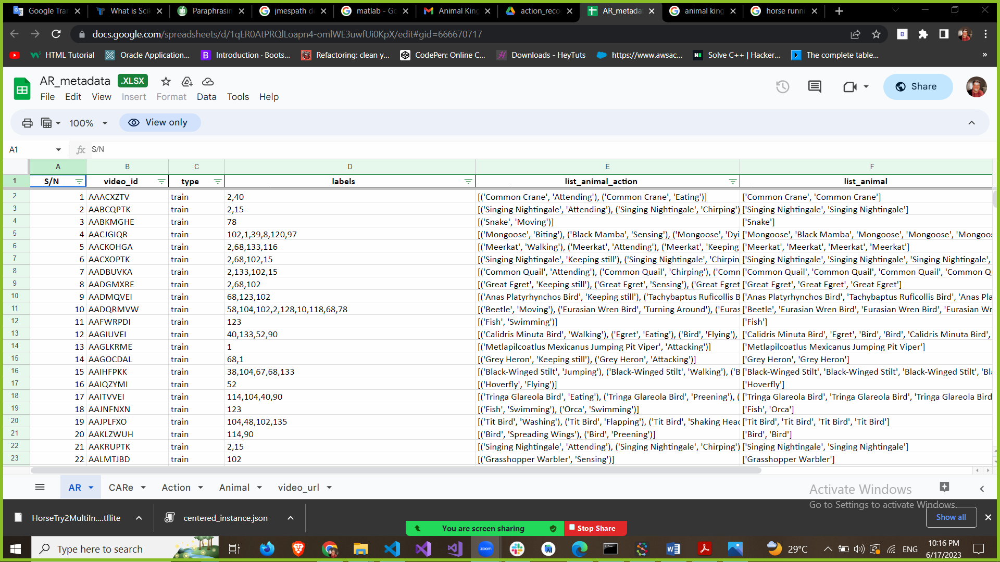 Google Tra
What is Sci
Paraphrasin
jmespath d
matlab - Go
Animal King
action_reco
AR_metadat
animal king
horse runni
docs.google.com/spreadsheets/d/1qER0AtPRQlLoapn4-omlWE3uwfUi0KpX/edit#gid=666670717
HTML Tutorial
Oracle Application...
Introduction · Boots...
Refactoring: clean y...
CodePen: Online C...
Downloads - HeyTuts
https://www.awsac...
Solve C++ | Hacker...
The complete table...
»
AR_metadata .XLSX
File Edit View Insert Format Data Tools Help
Share
100%
View only
A1
fx S/N
A B C D E F
1 S/N video_id type labels list_animal_action list_animal
2 1 AAACXZTV train 2,40 [('Common Crane', 'Attending'), ('Common Crane', 'Eating')] ['Common Crane', 'Common Crane']
3 2 AABCQPTK train 2,15 [('Singing Nightingale', 'Attending'), ('Singing Nightingale', 'Chirping') ['Singing Nightingale', 'Singing Nightingale']
4 3 AABKMGHE train 78 [('Snake', 'Moving')] ['Snake']
5 4 AACJGIQR train 102,1,39,8,120,97 [('Mongoose', 'Biting'), ('Black Mamba', 'Sensing'), ('Mongoose', 'Dyi ['Mongoose', 'Black Mamba', 'Mongoose', 'Mongoose', 'Mongoos
6 5 AACKOHGA train 2,68,133,116 [('Meerkat', 'Walking'), ('Meerkat', 'Attending'), ('Meerkat', 'Keeping ['Meerkat', 'Meerkat', 'Meerkat', 'Meerkat']
7 6 AACXOPTK train 2,68,102,15 [('Singing Nightingale', 'Keeping still'), ('Singing Nightingale', 'Chirpin ['Singing Nightingale', 'Singing Nightingale', 'Singing Nightingale',
8 7 AADBUVKA train 2,133,102,15 [('Common Quail', 'Attending'), ('Common Quail', 'Chirping'), ('Comn ['Common Quail', 'Common Quail', 'Common Quail', 'Common Q
9 8 AADGMXRE train 2,68,102 [('Great Egret', 'Keeping still'), ('Great Egret', 'Sensing'), ('Great Egret ['Great Egret', 'Great Egret', 'Great Egret']
10 9 AADMQVEI train 68,123,102 [('Anas Platyrhynchos Bird', 'Keeping still'), ('Tachybaptus Ruficollis B ['Anas Platyrhynchos Bird', 'Tachybaptus Ruficollis Bird', 'Anas Pla
11 10 AADQRMVW train 58,104,102,2,128,10,118,68,78 [('Beetle', 'Moving'), ('Eurasian Wren Bird', 'Turning Around'), ('Euras ['Beetle', 'Eurasian Wren Bird', 'Eurasian Wren Bird', 'Eurasian Wr
12 11 AAFWRPDI train 123 [('Fish', 'Swimming')] ['Fish']
13 12 AAGIUVEI train 40,133,52,90 [('Calidris Minuta Bird', 'Walking'), ('Egret', 'Eating'), ('Bird', 'Flying'), ['Calidris Minuta Bird', 'Egret', 'Bird', 'Bird', 'Calidris Minuta Bird',
14 13 AAGLKRME train 1 [('Metlapilcoatlus Mexicanus Jumping Pit Viper', 'Attacking')] ['Metlapilcoatlus Mexicanus Jumping Pit Viper']
15 14 AAGOCDAL train 68,1 [('Grey Heron', 'Keeping still'), ('Grey Heron', 'Attacking')] ['Grey Heron', 'Grey Heron']
16 15 AAIHFPKK train 38,104,67,68,133 [('Black-Winged Stilt', 'Jumping'), ('Black-Winged Stilt', 'Walking'), ('B ['Black-Winged Stilt', 'Black-Winged Stilt', 'Black-Winged Stilt', 'Bla
17 16 AAIQZYMI train 52 [('Hoverfly', 'Flying')] ['Hoverfly']
18 17 AAITVVEI train 114,104,40,90 [('Tringa Glareola Bird', 'Eating'), ('Tringa Glareola Bird', 'Preening'), ( ['Tringa Glareola Bird', 'Tringa Glareola Bird', 'Tringa Glareola Bird
19 18 AAJNFNXN train 123 [('Fish', 'Swimming'), ('Orca', 'Swimming')] ['Fish', 'Orca']
20 19 AAJPLFXO train 104,48,102,135 [('Tit Bird', 'Washing'), ('Tit Bird', 'Flapping'), ('Tit Bird', 'Shaking Head ['Tit Bird', 'Tit Bird', 'Tit Bird', 'Tit Bird']
21 20 AAKLZWUH train 114,90 [('Bird', 'Spreading Wings'), ('Bird', 'Preening')] ['Bird', 'Bird']
22 21 AAKRUPTK train 2,15 [('Singing Nightingale', 'Attending'), ('Singing Nightingale', 'Chirping') ['Singing Nightingale', 'Singing Nightingale']
23 22 AALMTJBD train 102 [('Grasshopper Warbler', 'Sensing')] ['Grasshopper Warbler']
AR CARe Action Animal video_url
Activate Windows
Go to Settings to activate Windows.
HorseTry2MultiIn....tflite
centered_instance.json
Show all
You are screen sharing
Stop Share
Type here to search
zoom
29°C
ENG
10:16 PM
6/17/2023